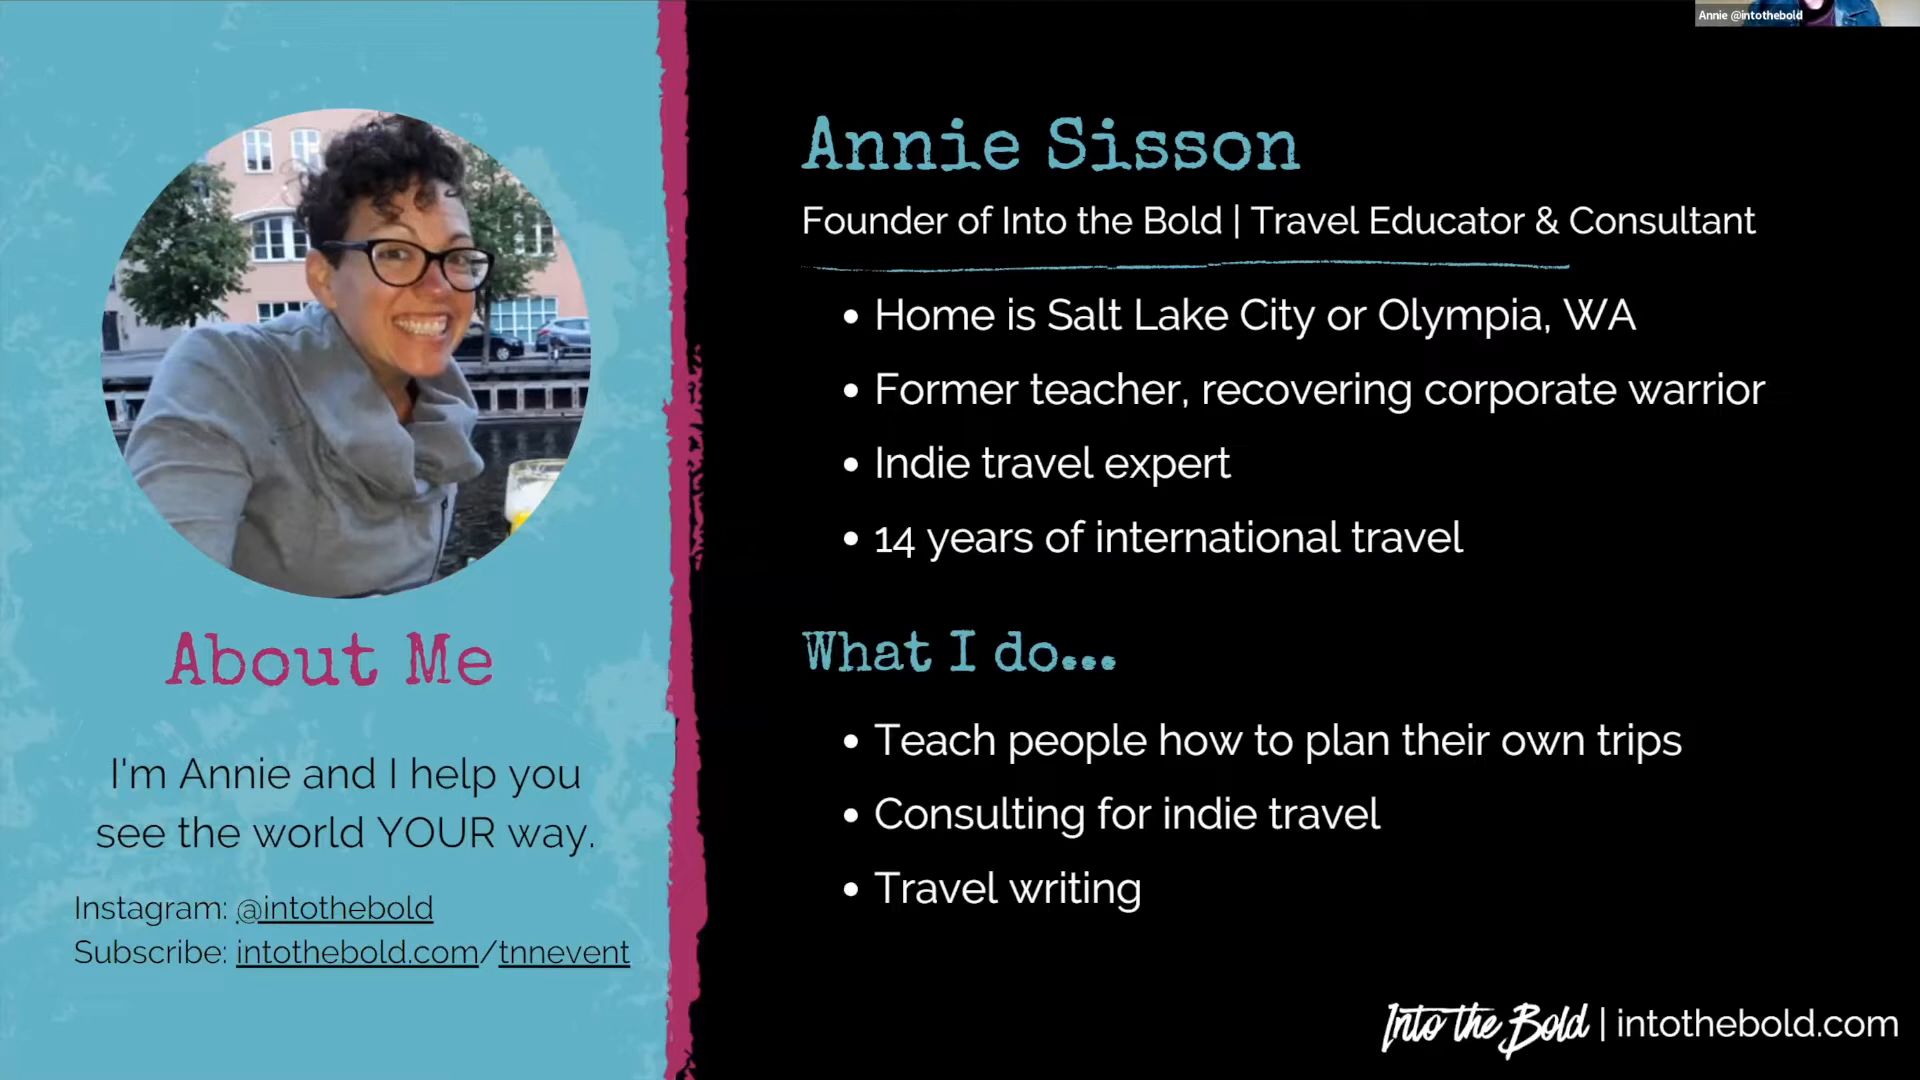 Annie @intothebold
Annie Sisson
Founder of Into the Bold | Travel Educator & Consultant
• Home is Salt Lake City or Olympia, WA
• Former teacher, recovering corporate warrior
• Indie travel expert
• 14 years of international travel
What I do...
• Teach people how to plan their own trips
• Consulting for indie travel
• Travel writing
About Me
I'm Annie and I help you
see the world YOUR way.
Instagram: @intothebold
Subscribe: intothebold.com/tnnevent
Into the Bold | intothebold.com